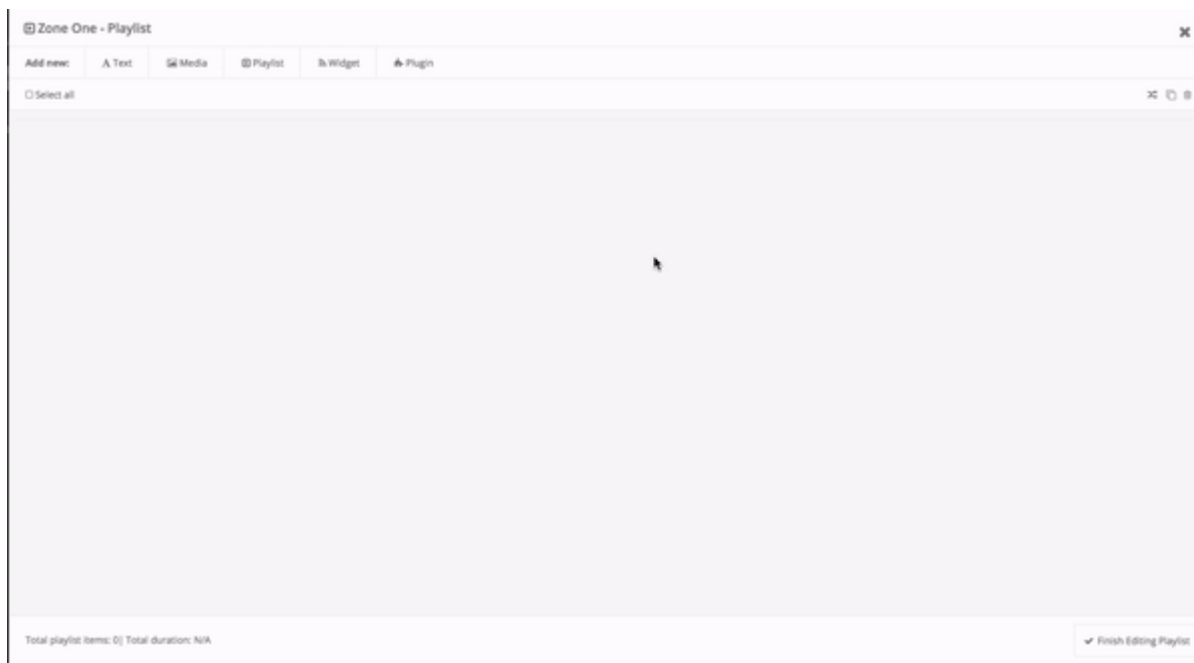 Zone One - Playlist
Add new: Text Media Playlist Widget Plugin
Select all
Total playlist items: 0| Total duration: N/A
Finish Editing Playlist